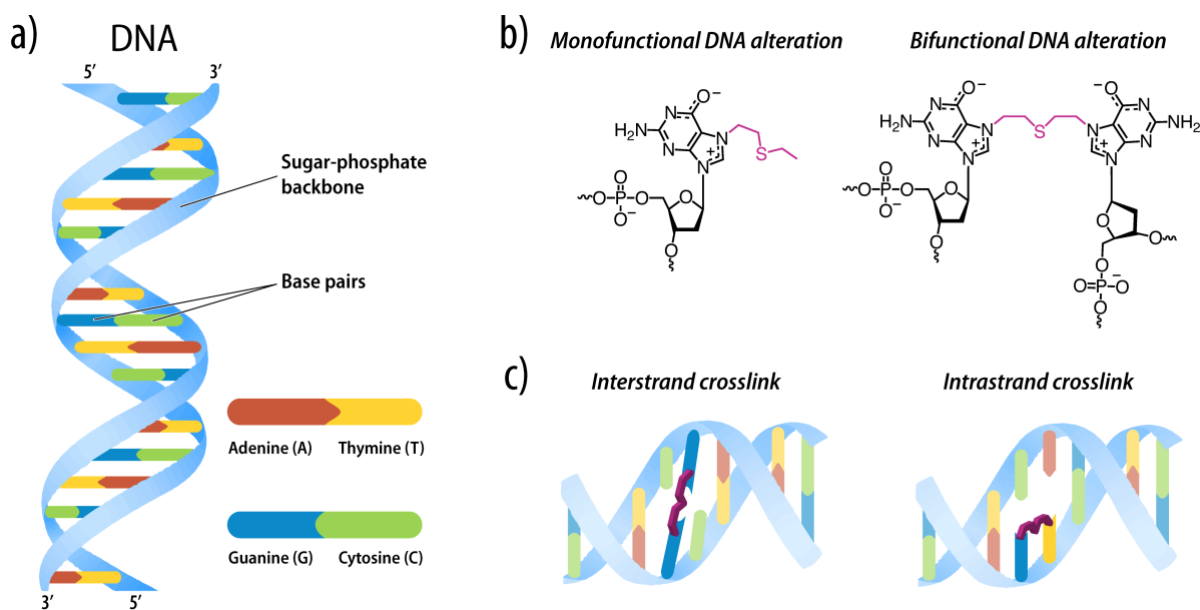 a)
DNA
5′
3′
Sugar-phosphate
backbone
Base pairs
Adenine (A)
Thymine (T)
Guanine (G)
Cytosine (C)
3′
5′
b)
Monofunctional DNA alteration
Bifunctional DNA alteration
O−
N
N
H2N
N
N
+
S
O
P
O
O−
O
O
N
O
O−
−O
N
N
N
N
H2N
N
N
S
N
N
NH2
+
+
N
N
O
P
O
O
O
O−
O
O
O
O
−
O
P
O
O
c)
Interstrand crosslink
Intrastrand crosslink